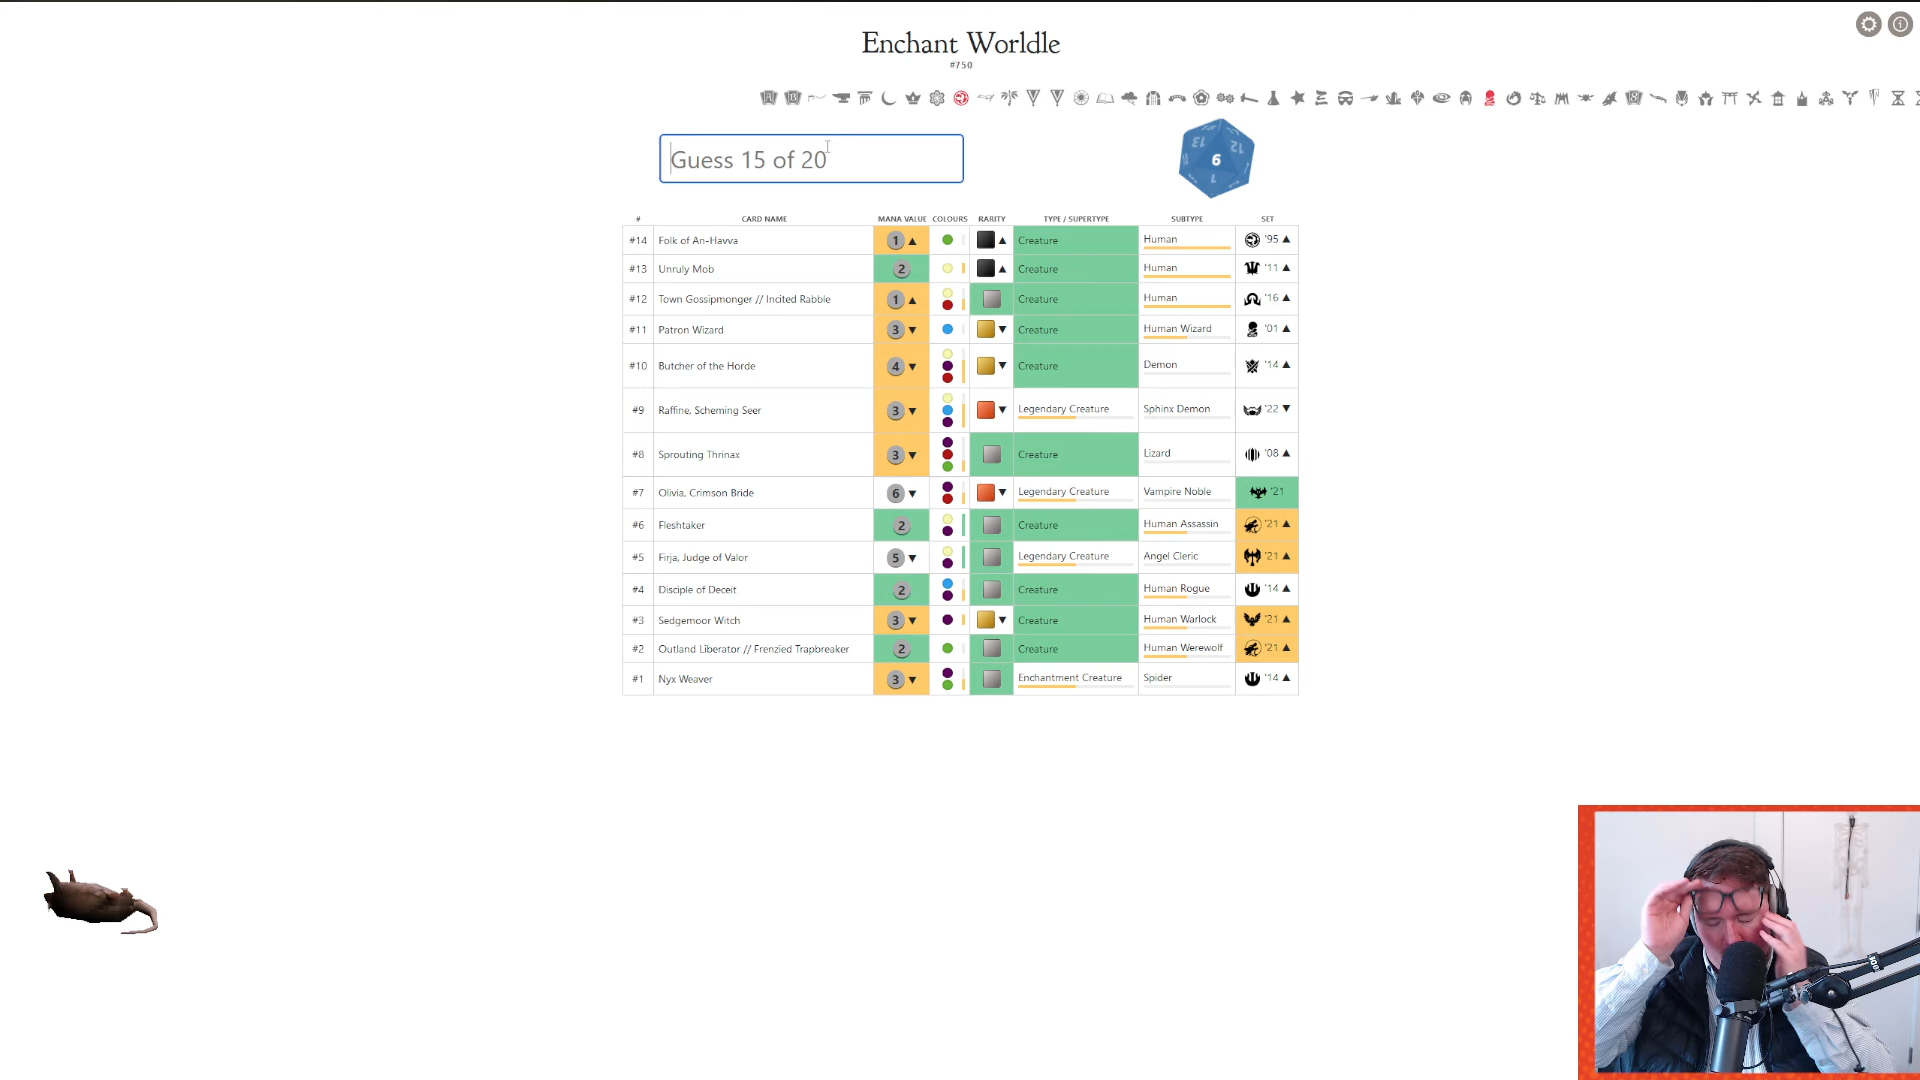 Enchant Worldle
#750
Guess 15 of 20
6
# CARD NAME MANA VALUE COLOURS RARITY TYPE / SUPERTYPE SUBTYPE SET
#14 Folk of An-Havva 1 ▲ ▲ Creature Human '95 ▲
#13 Unruly Mob 2 ▲ Creature Human '11 ▲
#12 Town Gossipmonger // Incited Rabble 1 ▲ Creature Human '16 ▲
#11 Patron Wizard 3 ▼ ▼ Creature Human Wizard '01 ▲
#10 Butcher of the Horde 4 ▼ ▼ Creature Demon '14 ▲
#9 Raffine, Scheming Seer 3 ▼ ▼ Legendary Creature Sphinx Demon '22 ▼
#8 Sprouting Thrinax 3 ▼ Creature Lizard '08 ▲
#7 Olivia, Crimson Bride 6 ▼ ▼ Legendary Creature Vampire Noble '21
#6 Fleshtaker 2 Creature Human Assassin '21 ▲
#5 Firja, Judge of Valor 5 ▼ Legendary Creature Angel Cleric '21 ▲
#4 Disciple of Deceit 2 Creature Human Rogue '14 ▲
#3 Sedgemoor Witch 3 ▼ ▼ Creature Human Warlock '21 ▲
#2 Outland Liberator // Frenzied Trapbreaker 2 Creature Human Werewolf '21 ▲
#1 Nyx Weaver 3 ▼ Enchantment Creature Spider '14 ▲